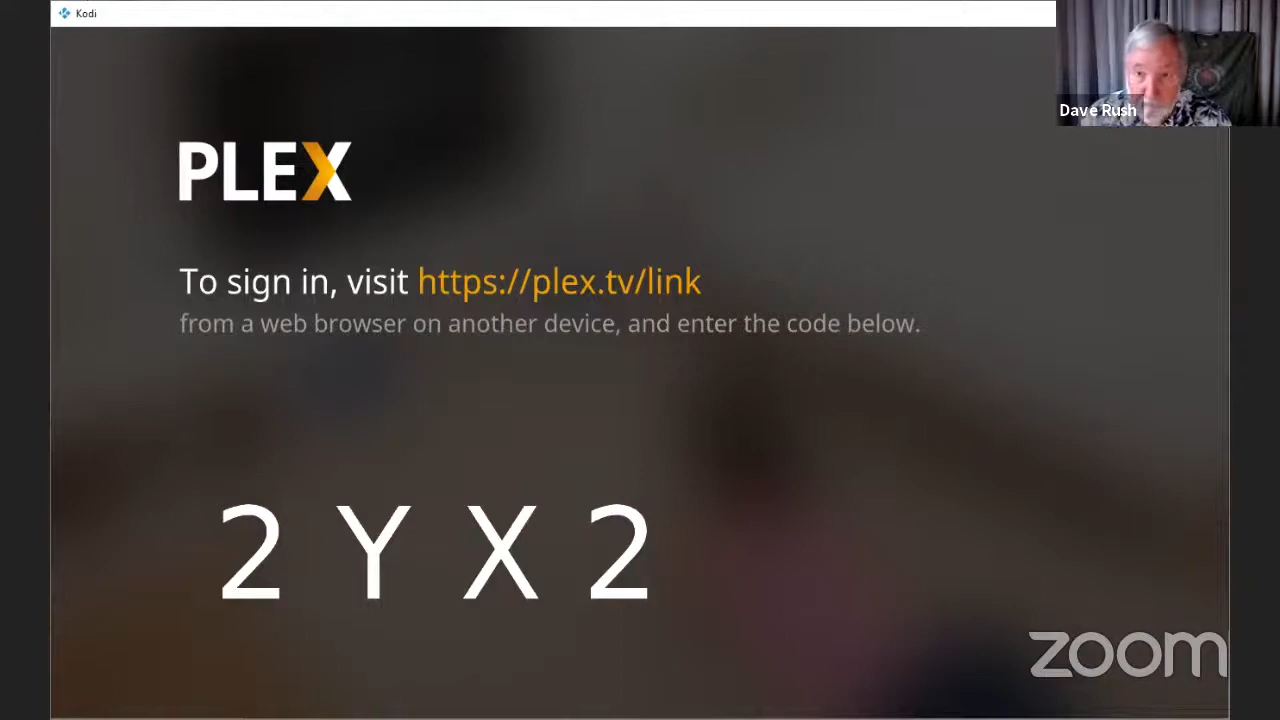 Kodi
Dave Rush
PLEX
To sign in, visit https://plex.tv/link
from a web browser on another device, and enter the code below.
2 Y X 2
zoom